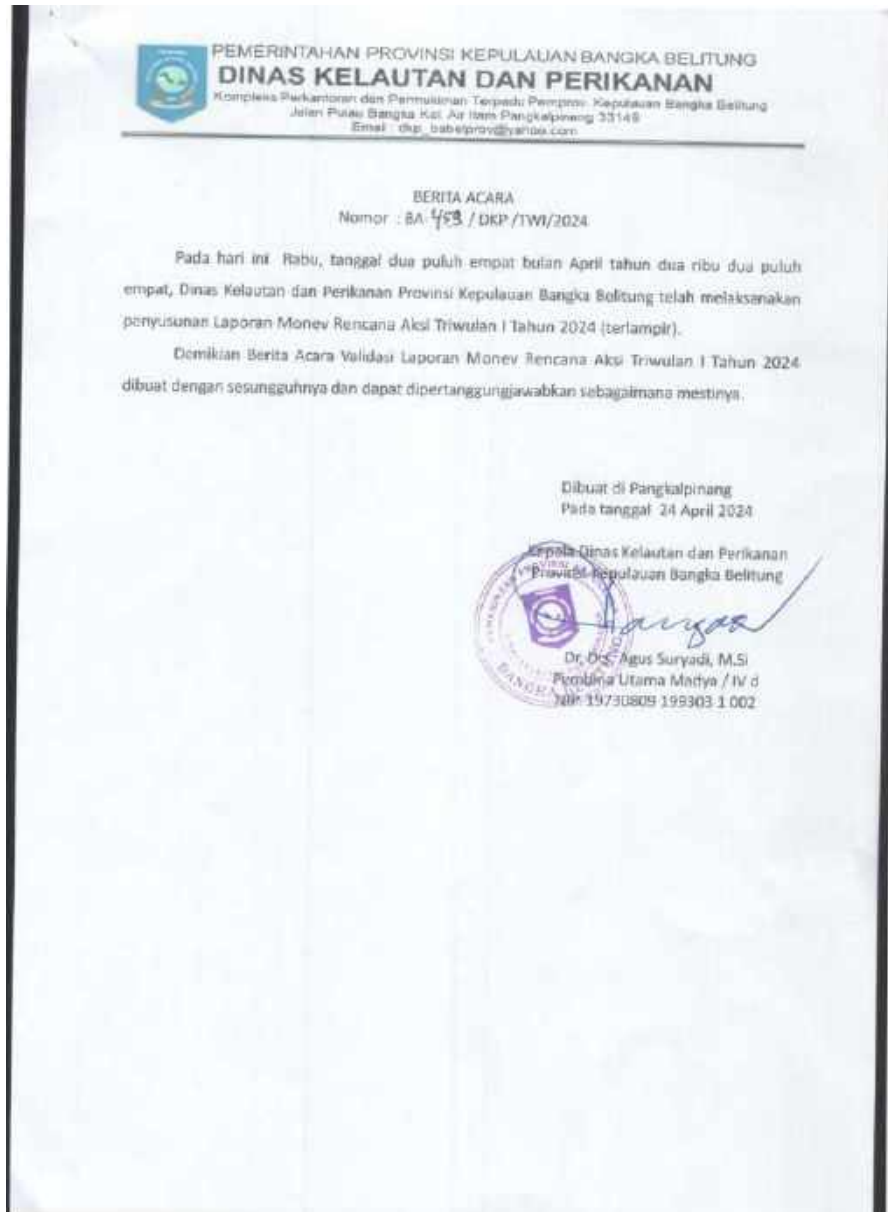 PEMERINTAHAN PROVINSI KEPULAUAN BANGKA BELITUNG
DINAS KELAUTAN DAN PERIKANAN
Kompleks Perkantoran dan Permukiman Terpadu Pemprov. Kepulauan Bangka Belitung
Jalan Pulau Bangka Kel. Air Itam Pangkalpinang 33149
Email : dkp_babelprov@yahoo.com
BERITA ACARA
Nomor : BA- / DKP /TWI/2024
Pada hari ini Rabu, tanggal dua puluh empat bulan April tahun dua ribu dua puluh
empat, Dinas Kelautan dan Perikanan Provinsi Kepulauan Bangka Belitung telah melaksanakan
penyusunan Laporan Monev Rencana Aksi Triwulan I Tahun 2024 (terlampir).
Demikian Berita Acara Validasi Laporan Monev Rencana Aksi Triwulan I Tahun 2024
dibuat dengan sesungguhnya dan dapat dipertanggungjawabkan sebagaimana mestinya.
Dibuat di Pangkalpinang
Pada tanggal 24 April 2024
Kepala Dinas Kelautan dan Perikanan
Provinsi Kepulauan Bangka Belitung
Dr. Drs. Agus Suryadi, M.Si
Pembina Utama Madya / IV d
NIP. 19730809 199303 1 002